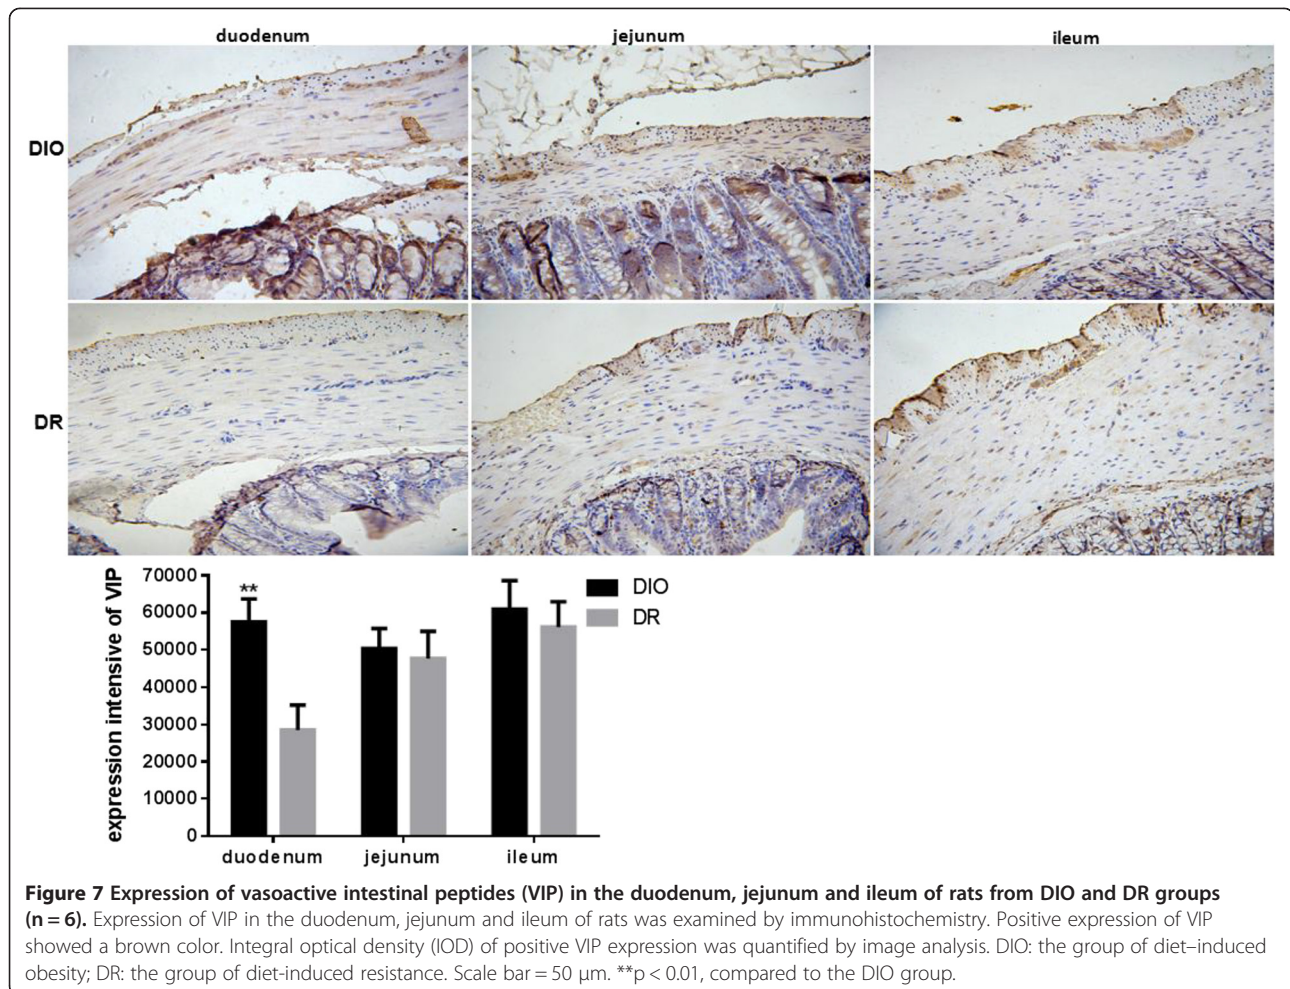 duodenum jejunum ileum
DIO
DR
expression intensive of VIP
70000
60000
50000
40000
30000
20000
10000
0
**
DIO
DR
duodenum jejunum ileum
Figure 7 Expression of vasoactive intestinal peptides (VIP) in the duodenum, jejunum and ileum of rats from DIO and DR groups
(n = 6). Expression of VIP in the duodenum, jejunum and ileum of rats was examined by immunohistochemistry. Positive expression of VIP
showed a brown color. Integral optical density (IOD) of positive VIP expression was quantified by image analysis. DIO: the group of diet–induced
obesity; DR: the group of diet-induced resistance. Scale bar = 50 μm. **p < 0.01, compared to the DIO group.